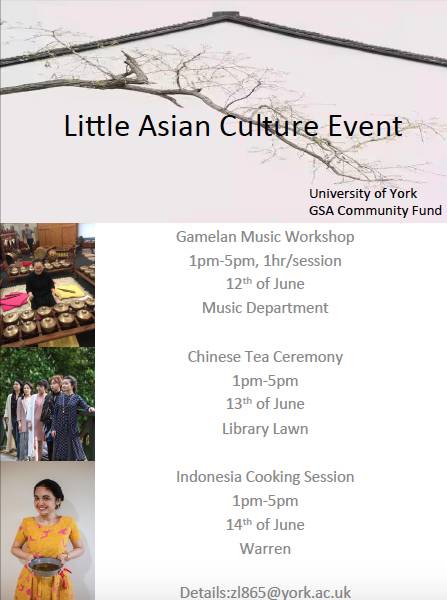 Little Asian Culture Event
University of York
GSA Community Fund
Gamelan Music Workshop
1pm-5pm, 1hr/session
12th of June
Music Department
Chinese Tea Ceremony
1pm-5pm
13th of June
Library Lawn
Indonesia Cooking Session
1pm-5pm
14th of June
Warren
Details:zl865@york.ac.uk